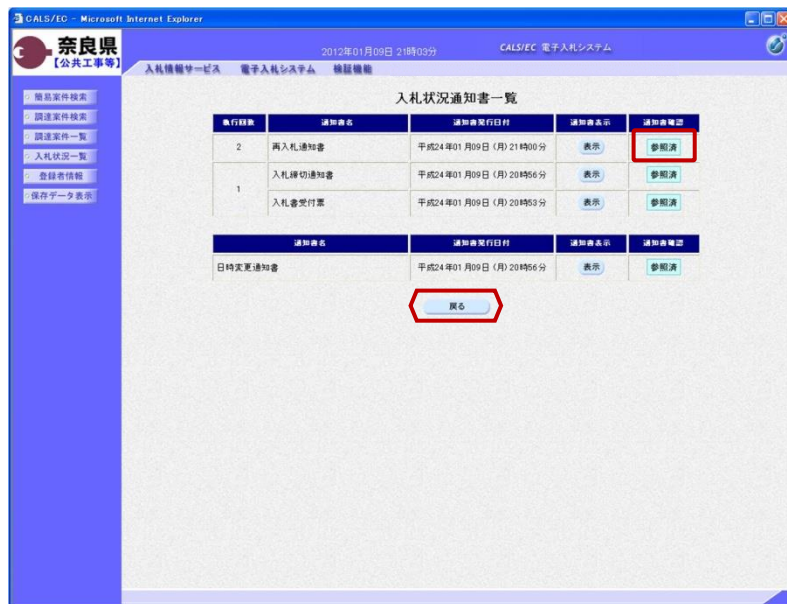 CALS/EC - Microsoft Internet Explorer
奈良県
【公共工事等】
2012年01月09日 21時03分
CALS/EC 電子入札システム
入札情報サービス 電子入札システム 検証機能
簡易案件検索
調達案件検索
調達案件一覧
入札状況一覧
登録者情報
保存データ表示
入札状況通知書一覧
執行回数 通知書名 通知書発行日付 通知書表示 通知書確認
2 再入札通知書 平成24年01月09日 (月) 21時00分 表示 参照済
1 入札締切通知書 平成24年01月09日 (月) 20時56分 表示 参照済
入札書受付票 平成24年01月09日 (月) 20時53分 表示 参照済
通知書名 通知書発行日付 通知書表示 通知書確認
日時変更通知書 平成24年01月09日 (月) 20時56分 表示 参照済
戻る